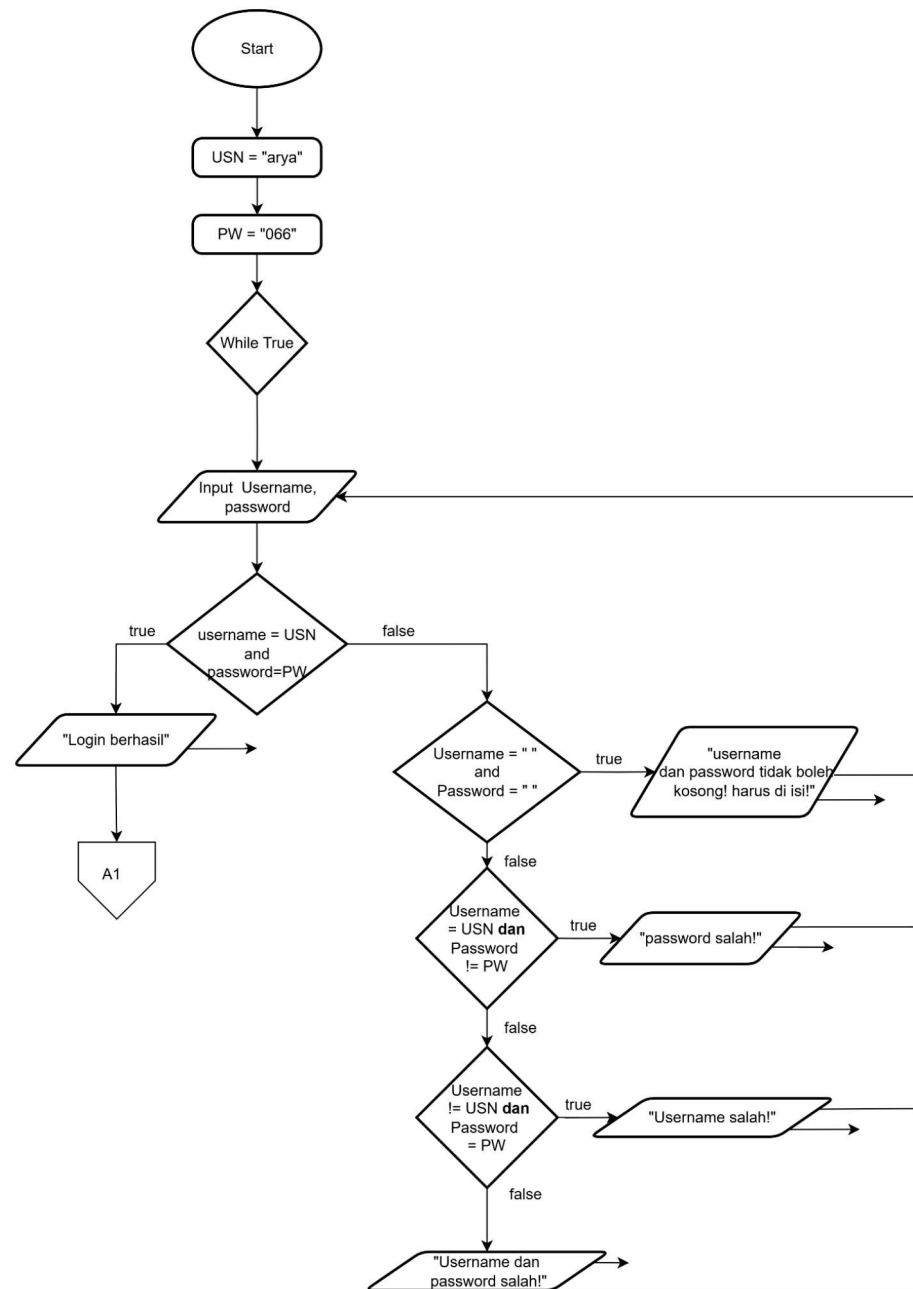 Start
USN = "arya"
PW = "066"
While True
Input Username,
password
true
username = USN
and
password=PW
false
"Login berhasil"
A1
Username = " "
and
Password = " "
true
"username
dan password tidak boleh
kosong! harus di isi!"
false
Username
= USN dan
Password
!= PW
true
"password salah!"
false
Username
!= USN dan
Password
= PW
true
"Username salah!"
false
"Username dan
password salah!"